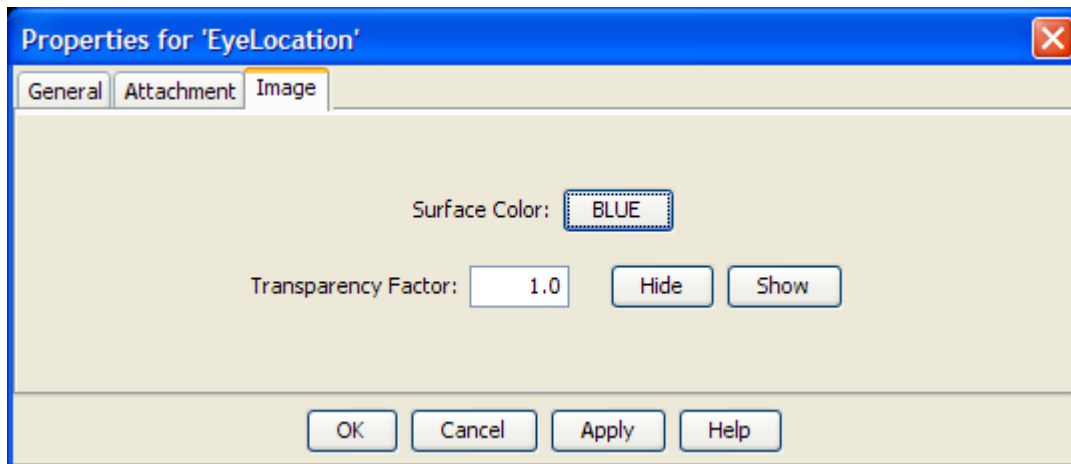 Properties for 'EyeLocation'
General Attachment Image
Surface Color: BLUE
Transparency Factor: 1.0 Hide Show
OK Cancel Apply Help